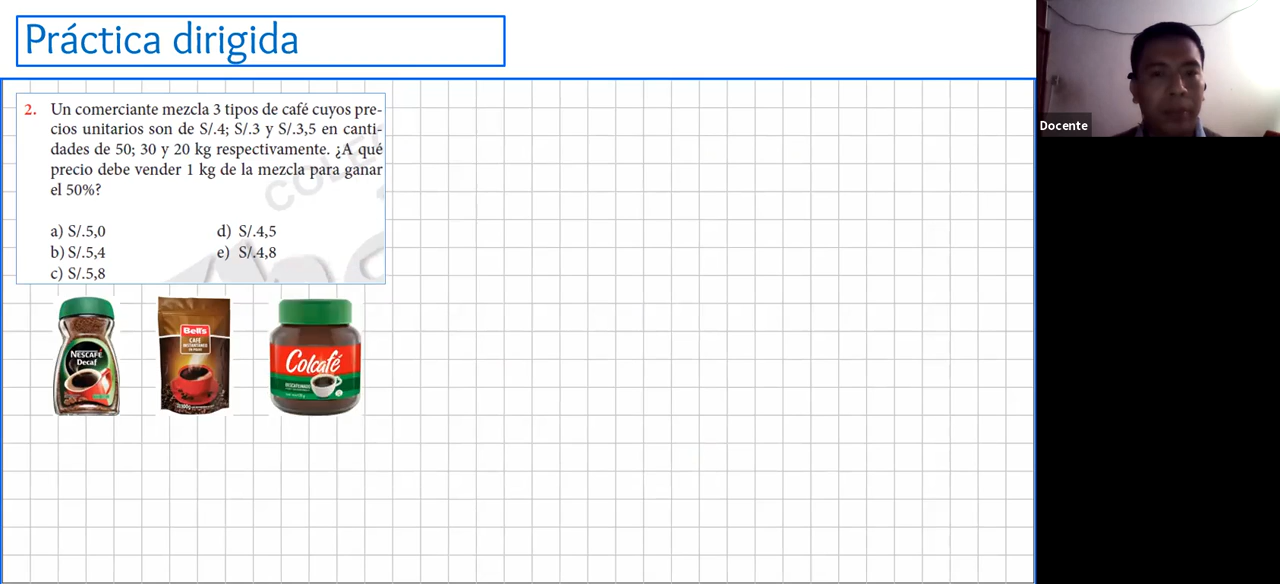 Práctica dirigida
Docente
2. Un comerciante mezcla 3 tipos de café cuyos pre-
cios unitarios son de S/.4; S/.3 y S/.3,5 en canti-
dades de 50; 30 y 20 kg respectivamente. ¿A qué
precio debe vender 1 kg de la mezcla para ganar
el 50%?
COLE
a) S/.5,0
b) S/.5,4
c) S/.5,8
d) S/.4,5
e) S/.4,8
NESCAFÉ
Decaf
Bell's
CAFÉ
INSTANTÁNEO
Colcafé
DESCAFEINADO